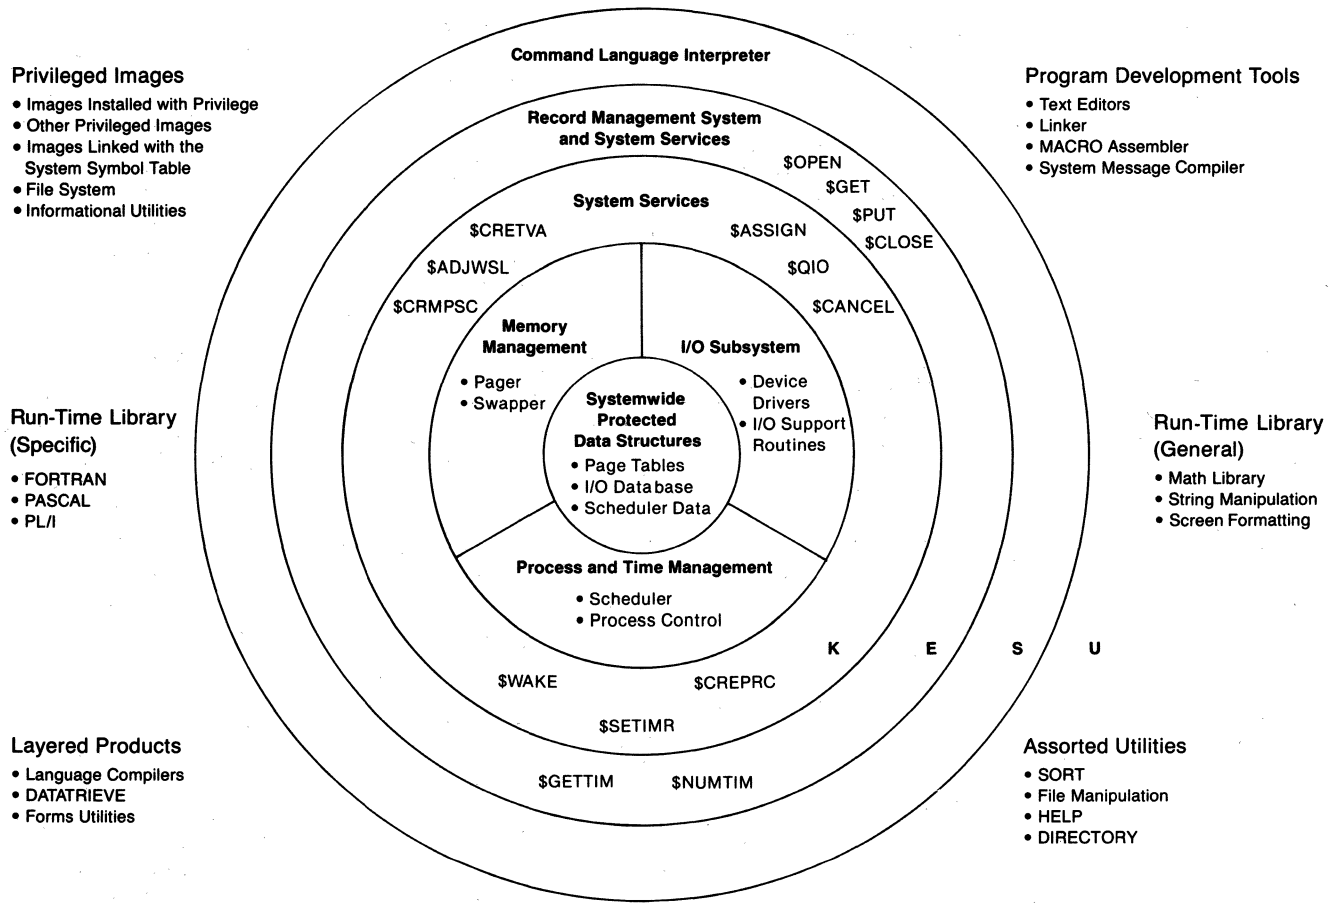 Command Language Interpreter
Privileged Images
• Images Installed with Privilege
• Other Privileged Images
• Images Linked with the
System Symbol Table
• File System
• Informational Utilities
Program Development Tools
• Text Editors
• Linker
• MACRO Assembler
• System Message Compiler
Record Management System
and System Services
$OPEN
$GET
$PUT
$CLOSE
System Services
$CRETVA
$ADJWSL
$CRMPSC
$ASSIGN
$QIO
$CANCEL
Memory
Management
• Pager
• Swapper
I/O Subsystem
• Device
Drivers
• I/O Support
Routines
Systemwide
Protected
Data Structures
• Page Tables
• I/O Database
• Scheduler Data
Run-Time Library
(Specific)
• FORTRAN
• PASCAL
• PL/I
Run-Time Library
(General)
• Math Library
• String Manipulation
• Screen Formatting
Process and Time Management
• Scheduler
• Process Control
K E S U
$WAKE
$CREPRC
$SETIMR
$GETTIM
$NUMTIM
Layered Products
• Language Compilers
• DATATRIEVE
• Forms Utilities
Assorted Utilities
• SORT
• File Manipulation
• HELP
• DIRECTORY